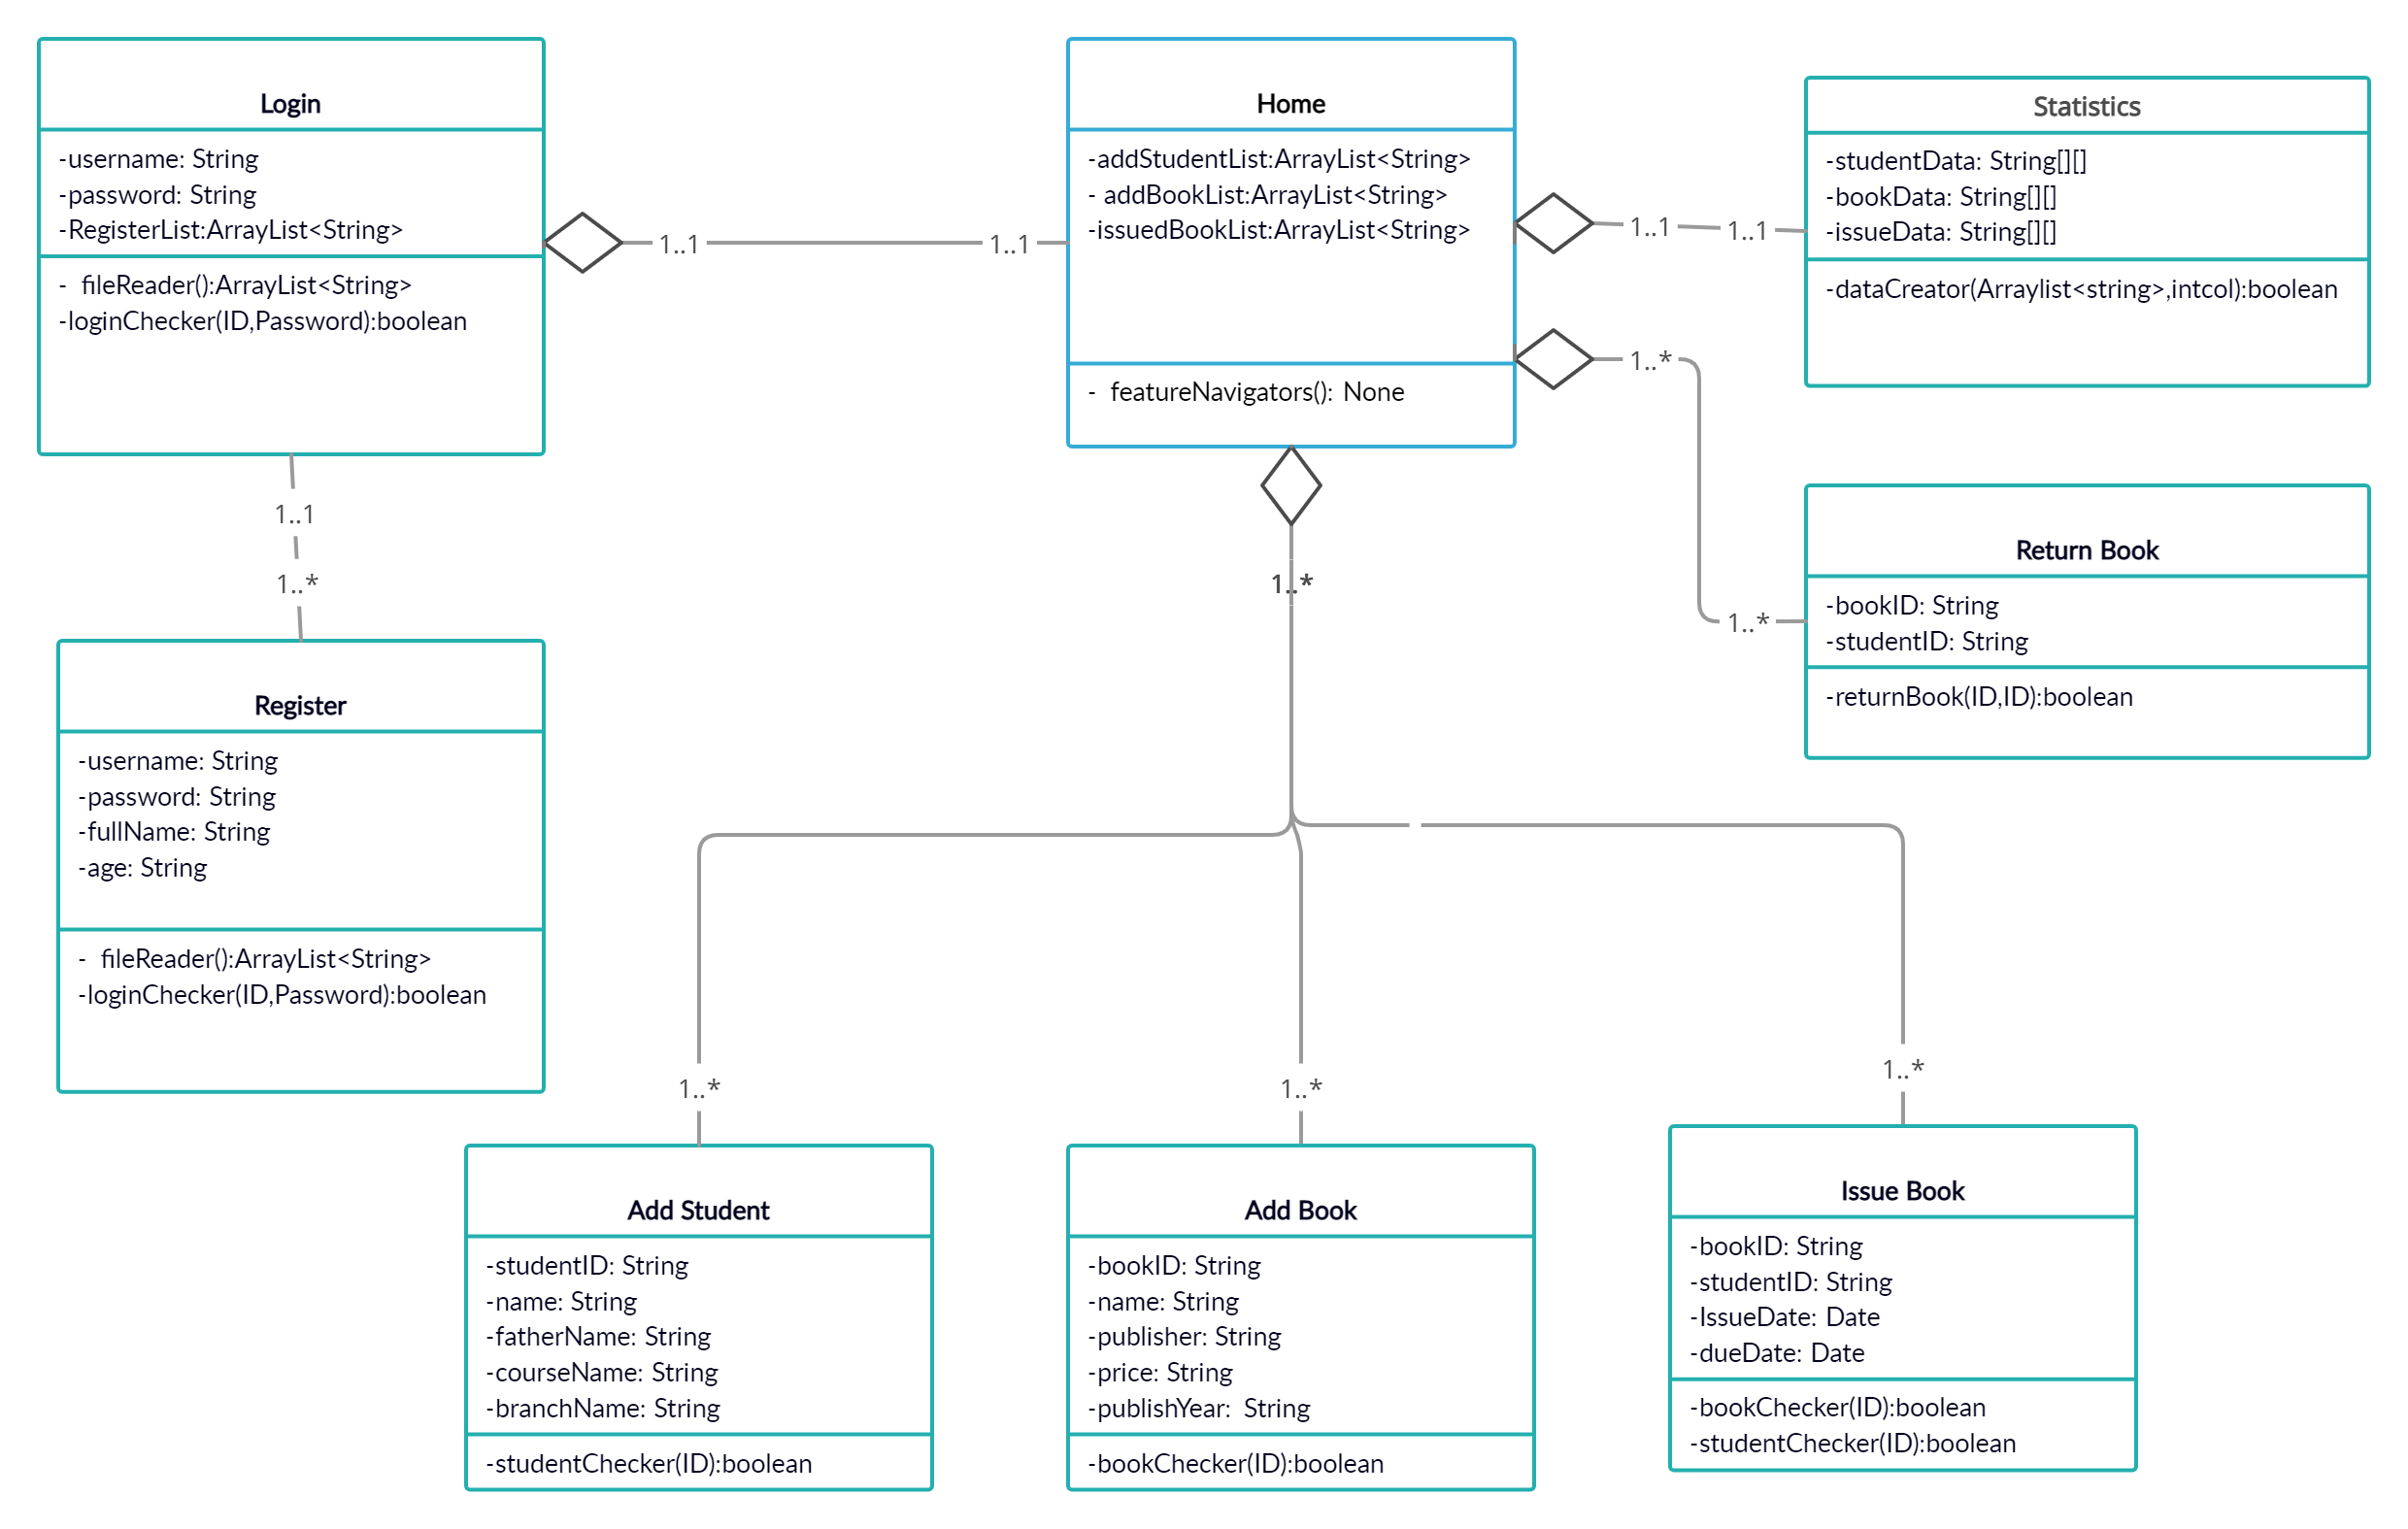 Login
-username: String
-password: String
-RegisterList:ArrayList<String>
-  fileReader():ArrayList<String>
-loginChecker(ID,Password):boolean
1..1
1..1
Home
-addStudentList:ArrayList<String>
- addBookList:ArrayList<String>
-issuedBookList:ArrayList<String>
-  featureNavigators(): None
1..1
1..1
Statistics
-studentData: String[][]
-bookData: String[][]
-issueData: String[][]
-dataCreator(Arraylist<string>,intcol):boolean
1..*
1..*
Return Book
-bookID: String
-studentID: String
-returnBook(ID,ID):boolean
1..1
1..*
Register
-username: String
-password: String
-fullName: String
-age: String
-  fileReader():ArrayList<String>
-loginChecker(ID,Password):boolean
1..*
1..*
Add Student
-studentID: String
-name: String
-fatherName: String
-courseName: String
-branchName: String
-studentChecker(ID):boolean
1..*
Add Book
-bookID: String
-name: String
-publisher: String
-price: String
-publishYear:  String
-bookChecker(ID):boolean
1..*
Issue Book
-bookID: String
-studentID: String
-IssueDate: Date
-dueDate: Date
-bookChecker(ID):boolean
-studentChecker(ID):boolean